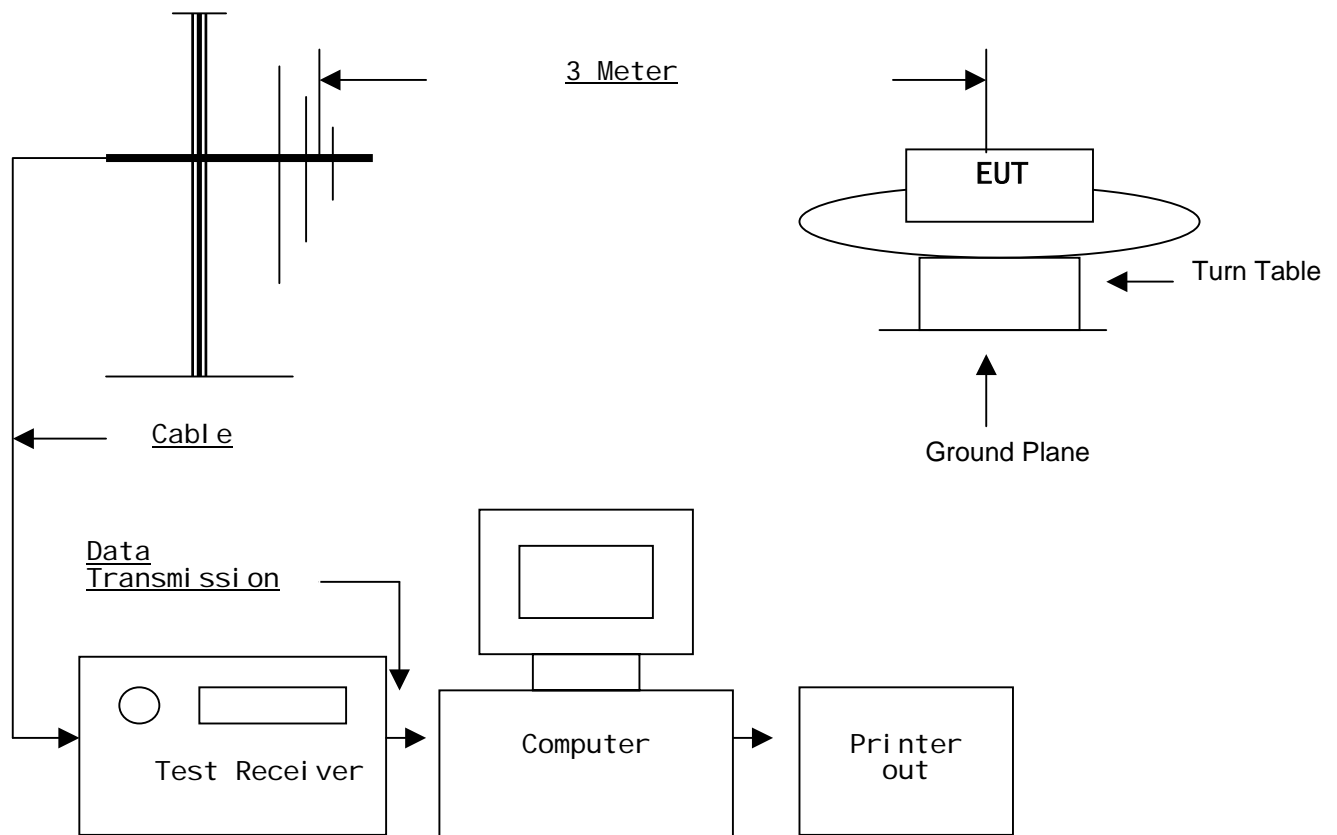 3 Meter
EUT
Turn Table
Cable
Ground Plane
Data
Transmission
Test Receiver
Computer
Printer
out